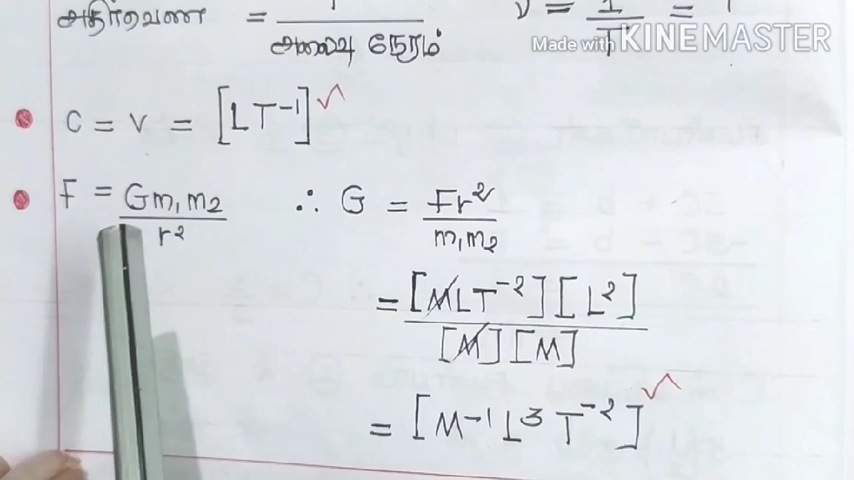 அதிர்வெண் = 1 / அலைவு நேரம் ν = 1/T =
Made with KINEMASTER
C = V = [LT⁻¹] ✓
F = Gm₁m₂ / r² ∴ G = Fr² / m₁m₂
= [MLT⁻²][L²] / [M][M]
= [M⁻¹L³T⁻²] ✓